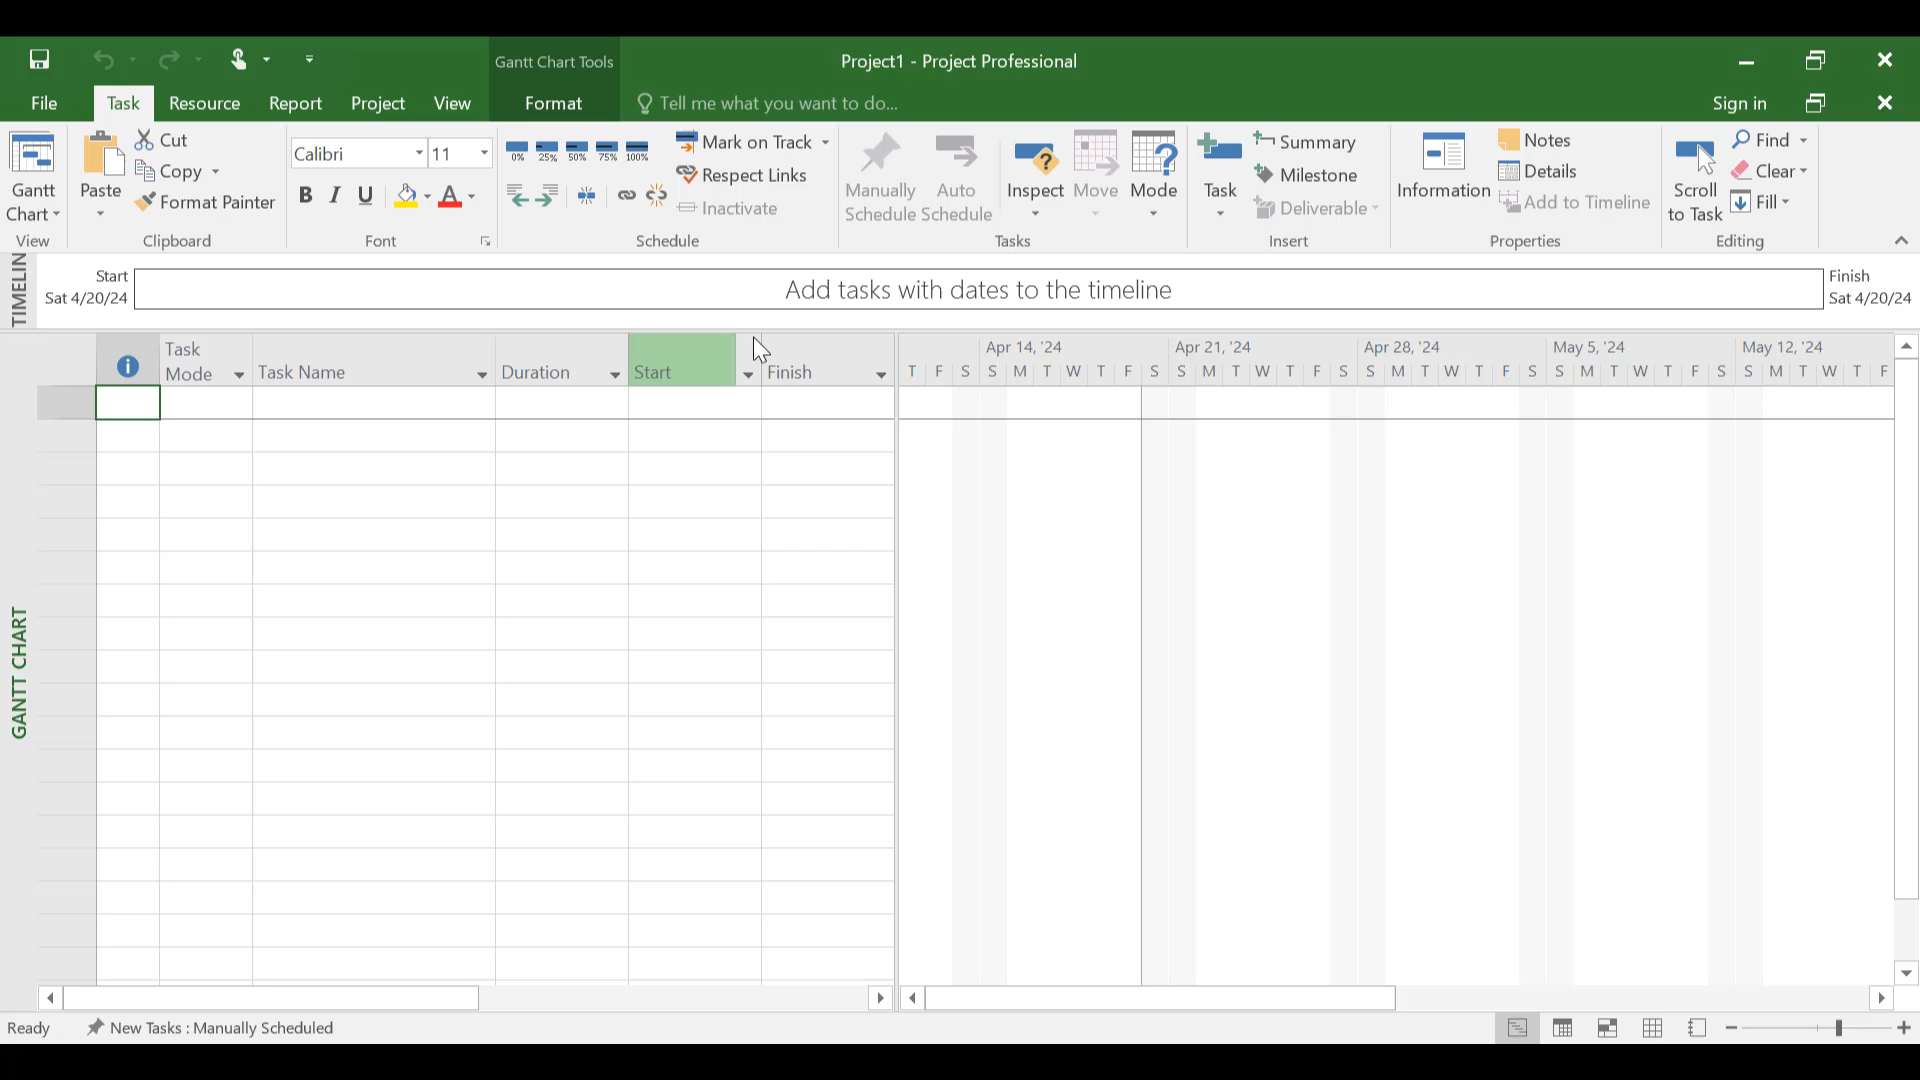 Gantt Chart Tools
Project1 - Project Professional
File
Task
Resource
Report
Project
View
Format
Tell me what you want to do...
Sign in
Gantt
Chart
View
Paste
Cut
Copy
Format Painter
Clipboard
Calibri
11
B I U
A
Font
0% 25% 50% 75% 100%
Mark on Track
Respect Links
Inactivate
Schedule
Manually
Schedule
Auto
Schedule
Inspect
Move
Mode
Tasks
Task
Summary
Milestone
Deliverable
Insert
Information
Notes
Details
Add to Timeline
Properties
Scroll
to Task
Find
Clear
Fill
Editing
TIMELIN
Start
Sat 4/20/24
Add tasks with dates to the timeline
Finish
Sat 4/20/24
Task
Mode
Task Name
Duration
Start
Finish
Apr 14, '24
Apr 21, '24
Apr 28, '24
May 5, '24
May 12, '24
T F S S M T W T F S S M T W T F S S M T W T F S S M T W T F S S M T W T F
GANTT CHART
Ready
New Tasks : Manually Scheduled